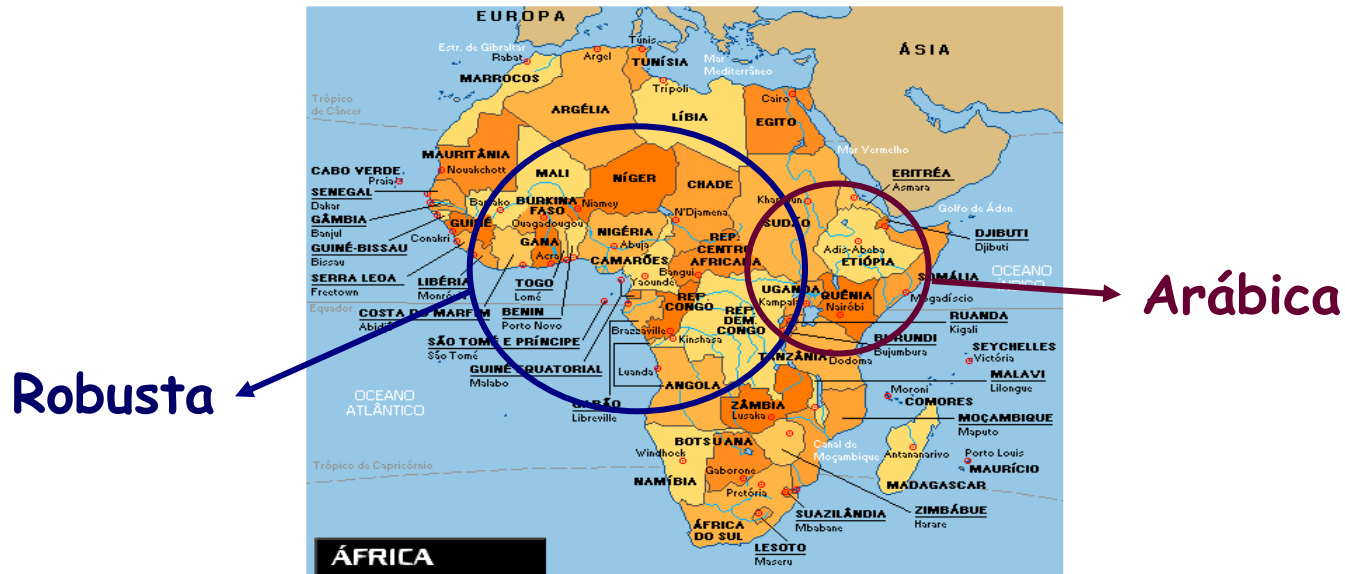 EUROPA
ÁSIA
Estr. de Gibraltar
Rabat
Argel
Túnis
TUNÍSIA
Mar
Mediterrâneo
MARROCOS
Trípoli
Trópico
de Câncer
ARGÉLIA
LÍBIA
Cairo
EGITO
Mar Vermelho
MAURITÂNIA
Nouakchott
CABO VERDE
Praia
MALI
NÍGER
CHADE
ERITRÉA
Asmara
SENEGAL
Dakar
Bamako
BURKINA
FASO
Niamey
Ouagadougou
N'Djamena
SUDÃO
Golfo de Áden
GÂMBIA
Banjul
GUINÉ
GANA
NIGÉRIA
Abuja
REP.
CENTRO
AFRICADA
DJIBUTI
Djibuti
Conakri
GUINÉ-BISSAU
Bissau
Acra
CAMARÕES
Bangui
Adis-Abeba
ETIÓPIA
SERRA LEOA
Freetown
LIBÉRIA
TOGO
Lomé
Yaoundé
UGANDA
Kampala
QUÊNIA
Nairóbi
SOMÁLIA
Mogadíscio
OCEANO
Arábica
Equador
COSTA DO MARFIM
BENIN
Porto Novo
REP.
CONGO
REP.
DEM.
CONGO
RUANDA
Kigali
SÃO TOMÉ E PRÍNCIPE
São Tomé
Brazzaville
Kinshasa
BURUNDI
Bujumbura
TANZÂNIA
Dodoma
SEYCHELLES
Victória
GUINÉ EQUATORIAL
Malabo
Luanda
ANGOLA
MALAVI
Lilongue
Robusta
OCEANO
ATLÂNTICO
GABÃO
Libreville
ZÂMBIA
Lusaka
Moroni
COMORES
MOÇAMBIQUE
Maputo
BOTSUANA
Windhoek
Canal de
Moçambique
Antananarivo
Porto Louis
MAURÍCIO
Trópico de Capricórnio
NAMÍBIA
Gaborone
Pretória
MADAGASCAR
SUAZILÂNDIA
Mbabane
ZIMBÁBUE
Harare
ÁFRICA
DO SUL
LESOTO
Maseru
ÁFRICA